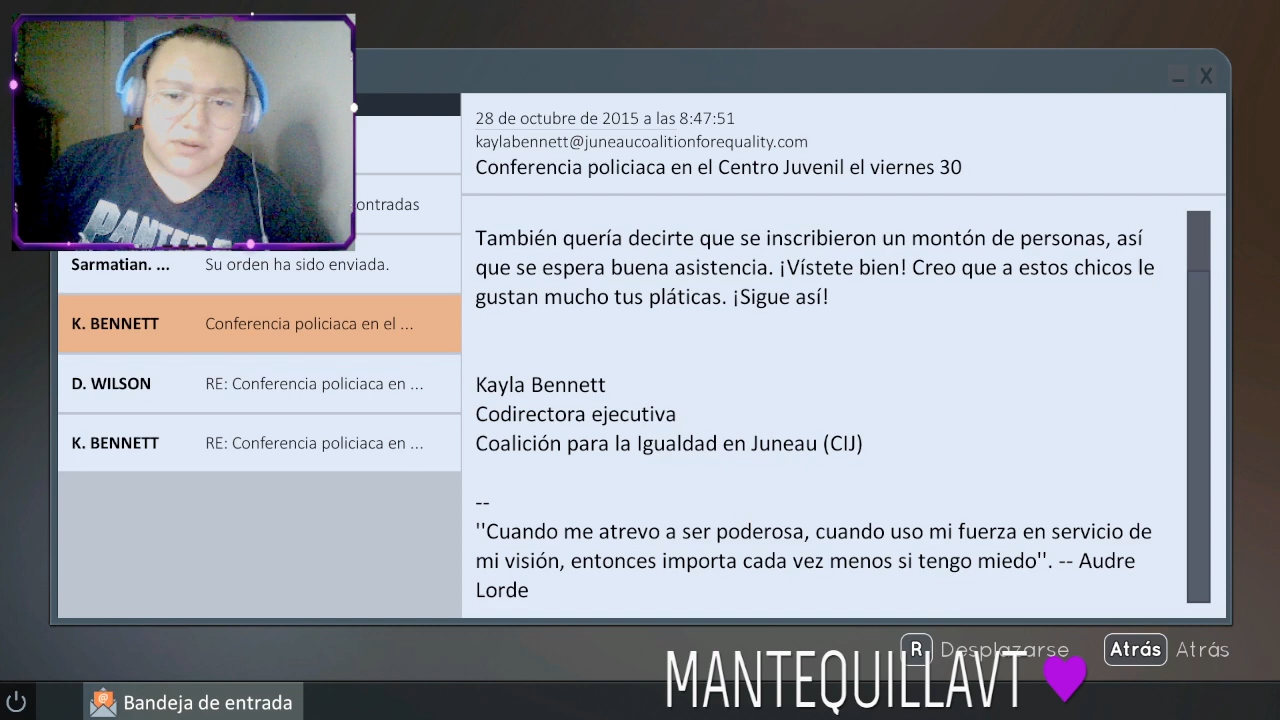 X
28 de octubre de 2015 a las 8:47:51
kaylabennett@juneaucoalitionforequality.com
Conferencia policiaca en el Centro Juvenil el viernes 30
ontradas
Sarmatian. ... Su orden ha sido enviada.
K. BENNETT Conferencia policiaca en el ...
D. WILSON RE: Conferencia policiaca en ...
K. BENNETT RE: Conferencia policiaca en ...
También quería decirte que se inscribieron un montón de personas, así
que se espera buena asistencia. ¡Vístete bien! Creo que a estos chicos le
gustan mucho tus pláticas. ¡Sigue así!
Kayla Bennett
Codirectora ejecutiva
Coalición para la Igualdad en Juneau (CIJ)
--
''Cuando me atrevo a ser poderosa, cuando uso mi fuerza en servicio de
mi visión, entonces importa cada vez menos si tengo miedo''. -- Audre
Lorde
PANTERA
R Desplazarse Atrás Atrás
MANTEQUILLAVT
Bandeja de entrada